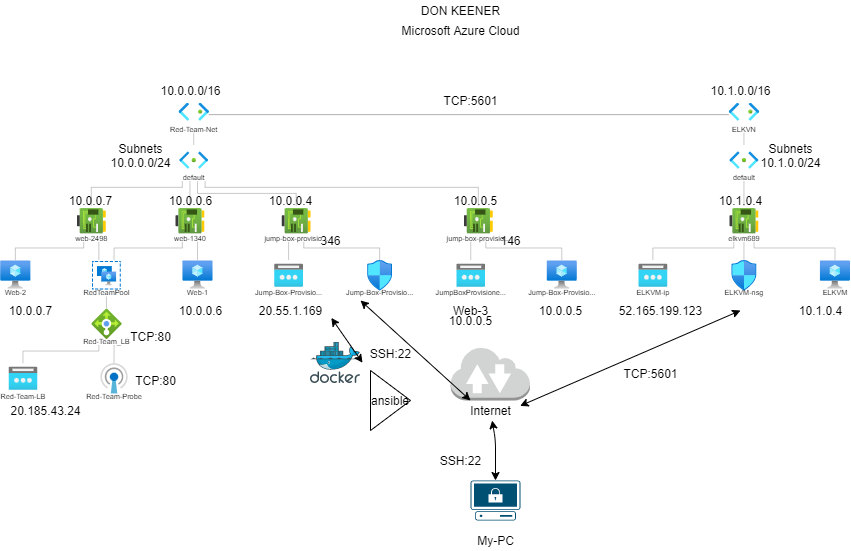 DON KEENER
Microsoft Azure Cloud
10.0.0.0/16
10.1.0.0/16
TCP:5601
Red-Team-Net
ELKVN
Subnets
10.0.0.0/24
Subnets
10.1.0.0/24
default
default
10.0.0.7
10.0.0.6
10.0.0.4
10.0.0.5
10.1.0.4
web-2498
web-1340
jump-box-provisio...
346
jump-box-provisio
146
elkvm689
Web-2
RedTeamPool
Web-1
Jump-Box-Provisio...
Jump-Box-Provisio...
JumpBoxProvisione...
Jump-Box-Provisio...
ELKVM-ip
ELKVM-nsg
ELKVM
10.0.0.7
10.0.0.6
20.55.1.169
Web-3
10.0.0.5
10.0.0.5
52.165.199.123
10.1.0.4
Red-Team_LB
TCP:80
SSH:22
docker
TCP:80
TCP:5601
Red-Team-LB
Red-Team-Probe
20.185.43.24
ansible
Internet
SSH:22
My-PC